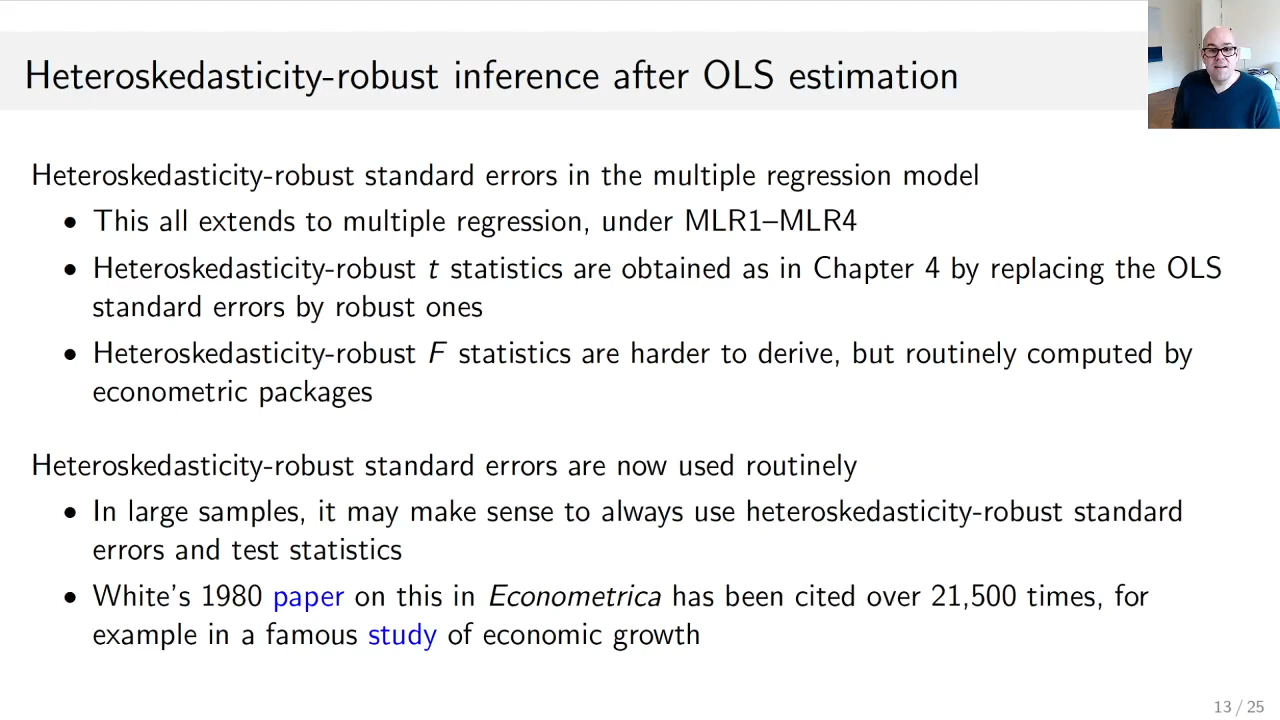 Heteroskedasticity-robust inference after OLS estimation
Heteroskedasticity-robust standard errors in the multiple regression model
• This all extends to multiple regression, under MLR1–MLR4
• Heteroskedasticity-robust t statistics are obtained as in Chapter 4 by replacing the OLS
standard errors by robust ones
• Heteroskedasticity-robust F statistics are harder to derive, but routinely computed by
econometric packages
Heteroskedasticity-robust standard errors are now used routinely
• In large samples, it may make sense to always use heteroskedasticity-robust standard
errors and test statistics
• White's 1980 paper on this in Econometrica has been cited over 21,500 times, for
example in a famous study of economic growth
13 / 25